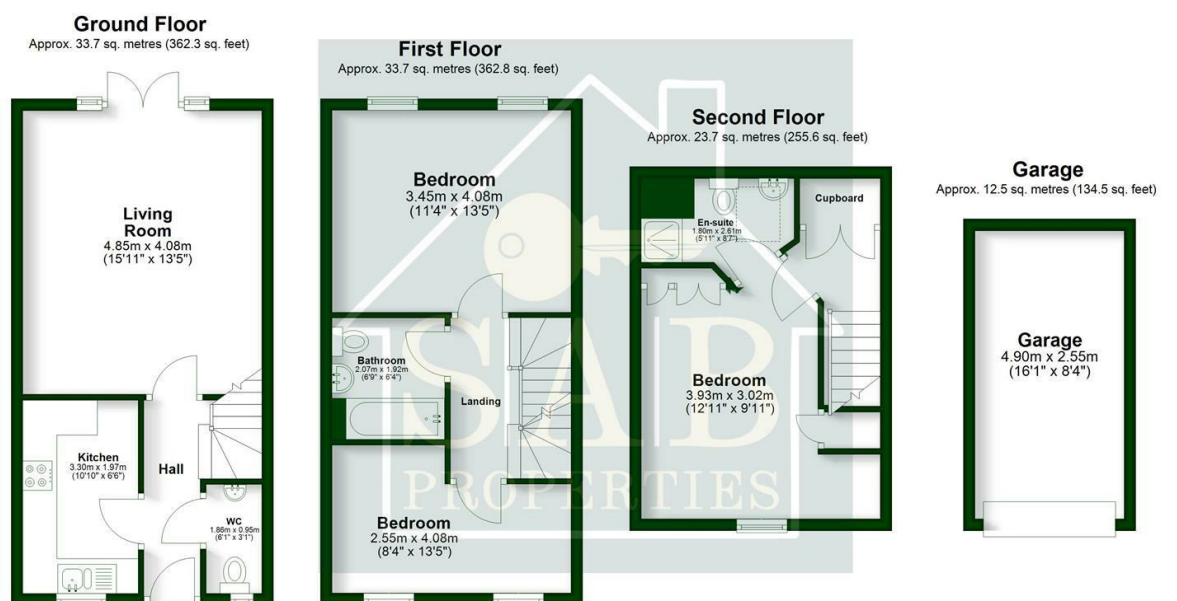 Ground Floor
Approx. 33.7 sq. metres (362.3 sq. feet)
Living
Room
4.85m x 4.08m
(15'11" x 13'5")
Kitchen
3.30m x 1.97m
(10'10" x 6'6")
Hall
WC
1.86m x 0.95m
(6'1" x 3'1")
First Floor
Approx. 33.7 sq. metres (362.8 sq. feet)
Bedroom
3.45m x 4.08m
(11'4" x 13'5")
Bathroom
2.07m x 1.92m
(6'9" x 6'4")
Landing
Bedroom
2.55m x 4.08m
(8'4" x 13'5")
Second Floor
Approx. 23.7 sq. metres (255.6 sq. feet)
En-suite
1.80m x 2.61m
(5'11" x 8'7")
Cupboard
Bedroom
3.93m x 3.02m
(12'11" x 9'11")
Garage
Approx. 12.5 sq. metres (134.5 sq. feet)
Garage
4.90m x 2.55m
(16'1" x 8'4")
SAB
PROPERTIES